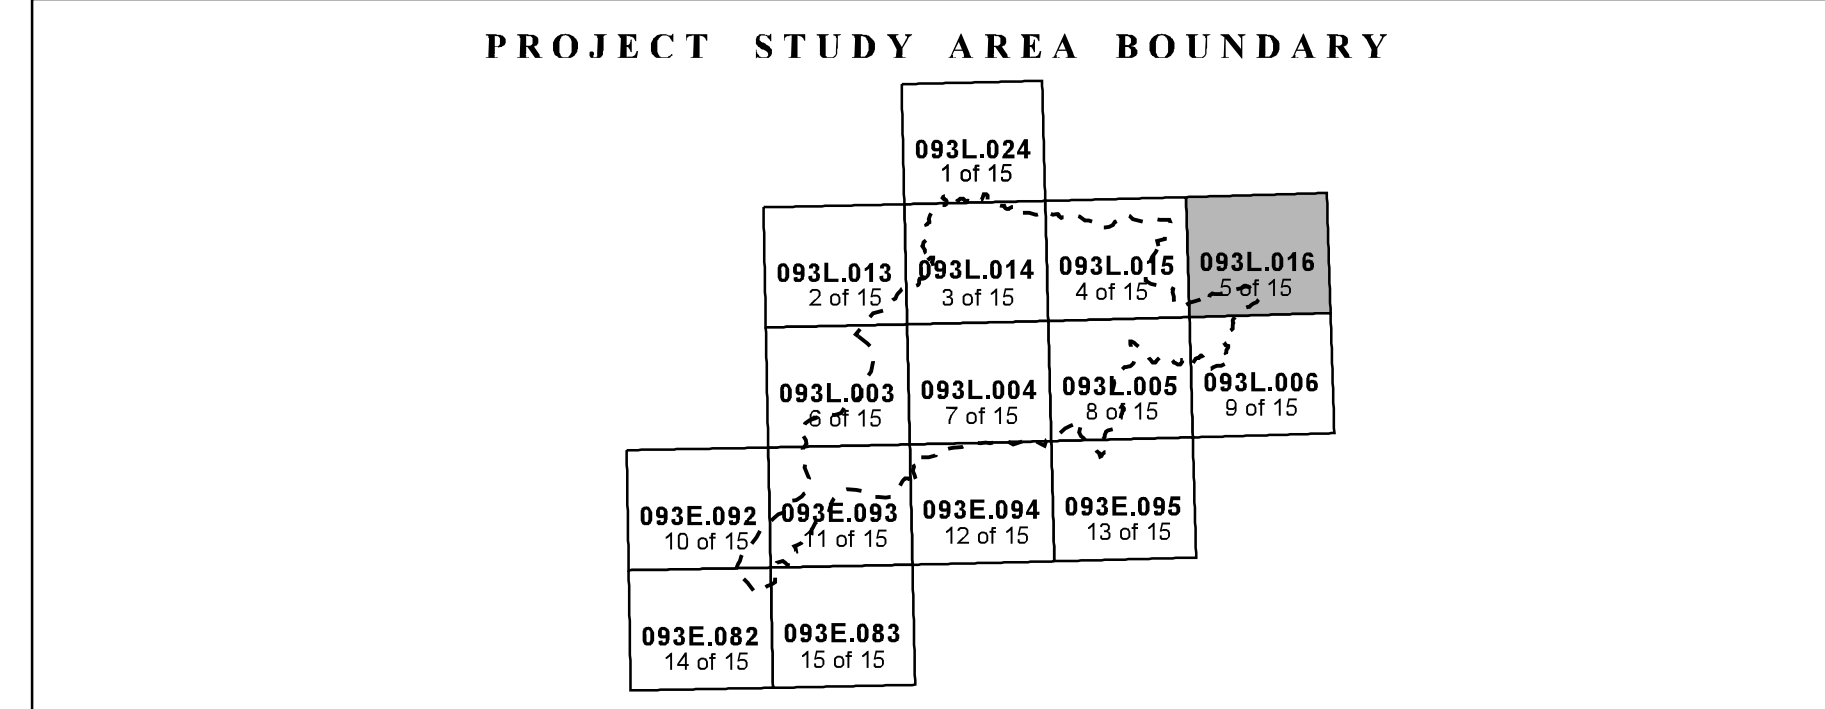 PROJECT STUDY AREA BOUNDARY
093L.024
1 of 15
093L.013
2 of 15
093L.014
3 of 15
093L.015
4 of 15
093L.016
5 of 15
093L.003
6 of 15
093L.004
7 of 15
093L.005
8 of 15
093L.006
9 of 15
093E.092
10 of 15
093E.093
11 of 15
093E.094
12 of 15
093E.095
13 of 15
093E.082
14 of 15
093E.083
15 of 15